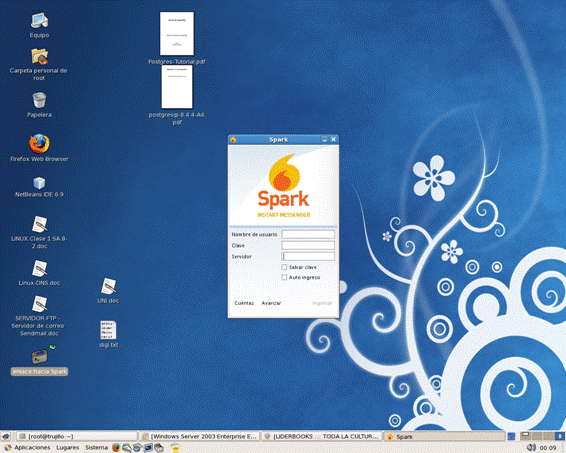 Equipo
Carpeta personal de
root
Papelera
Firefox Web Browser
NetBeans IDE 6.9
LINUX Clase 1 SA 8-
2.doc
Linux-DNS.doc
SERVIDOR FTP -
Servidor de correo
Sendmail.doc
enlace hacia Spark
UNI.doc
digi.txt
Postgres-Tutorial.pdf
postgresql-8.4.4-A4.
pdf
Spark
Spark
INSTANT MESSENGER
Nombre de usuario
Clave
Servidor
Salvar clave
Auto ingreso
Cuentas Avanzar Ingresar
[root@trujillo:~] [Windows Server 2003 Enterprise E... [LIDERBOOKS ::: TODA LA CULTUR... Spark
Aplicaciones Lugares Sistema 00:09